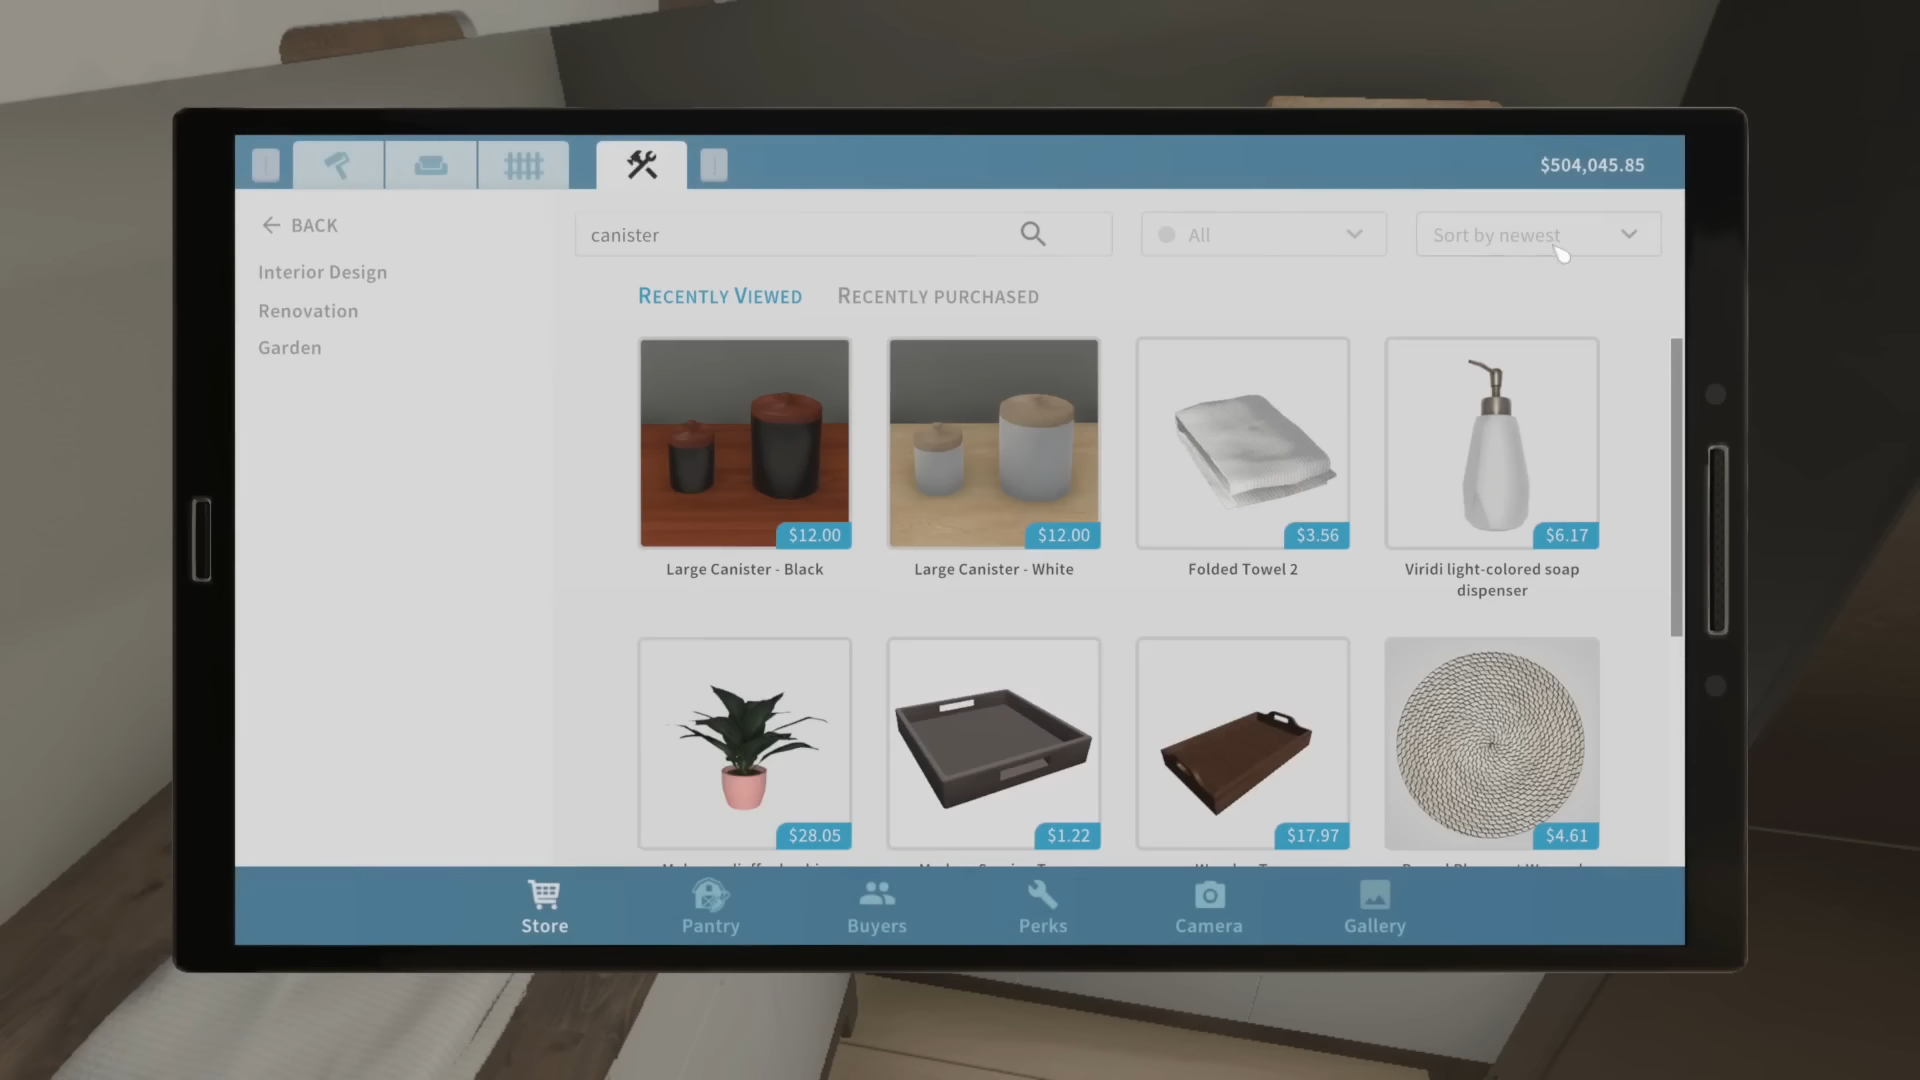 $504,045.85
BACK
canister
All
Sort by newest
Interior Design
Renovation
Garden
RECENTLY VIEWED
RECENTLY PURCHASED
$12.00
$12.00
$3.56
$6.17
Large Canister - Black
Large Canister - White
Folded Towel 2
Viridi light-colored soap
dispenser
$28.05
$1.22
$17.97
$4.61
Store
Pantry
Buyers
Perks
Camera
Gallery